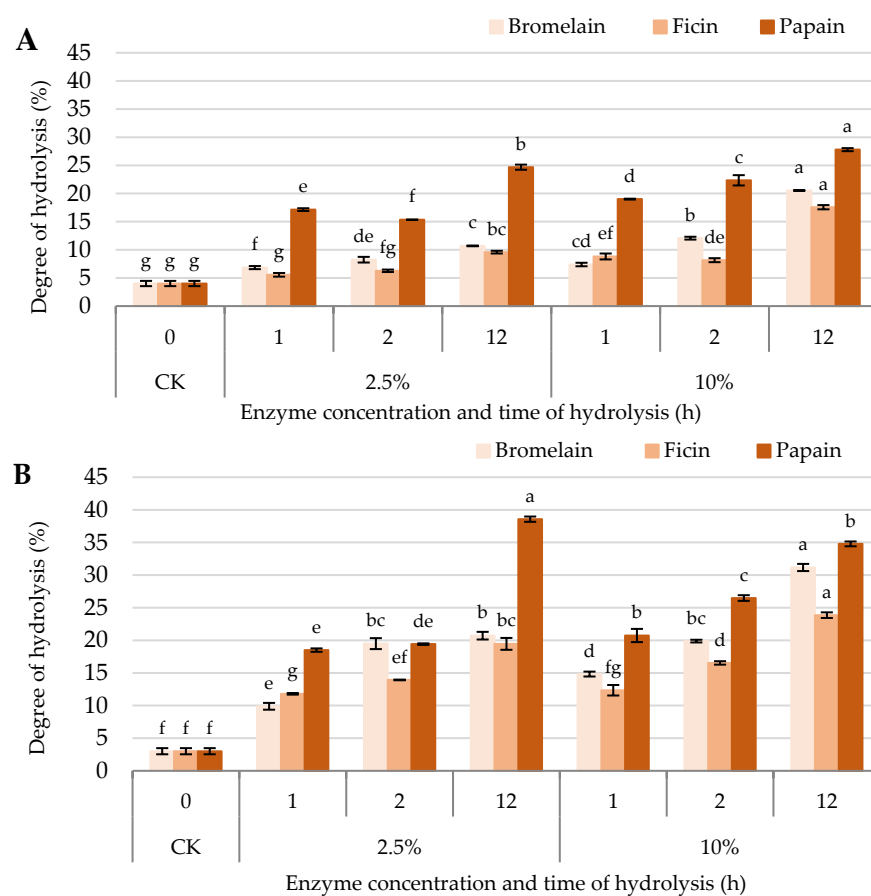 A
Bromelain Ficin Papain
45
40
35
30
25
20
15
10
5
0
Degree of hydrolysis (%)
g g g f g e de fg f c bc b cd ef d b de c a a a
0 1 2 12 1 2 12
CK 2.5% 10%
Enzyme concentration and time of hydrolysis (h)
B
Bromelain Ficin Papain
45
40
35
30
25
20
15
10
5
0
Degree of hydrolysis (%)
f f f e g e bc ef de b bc a d fg b bc d c a a b
0 1 2 12 1 2 12
CK 2.5% 10%
Enzyme concentration and time of hydrolysis (h)